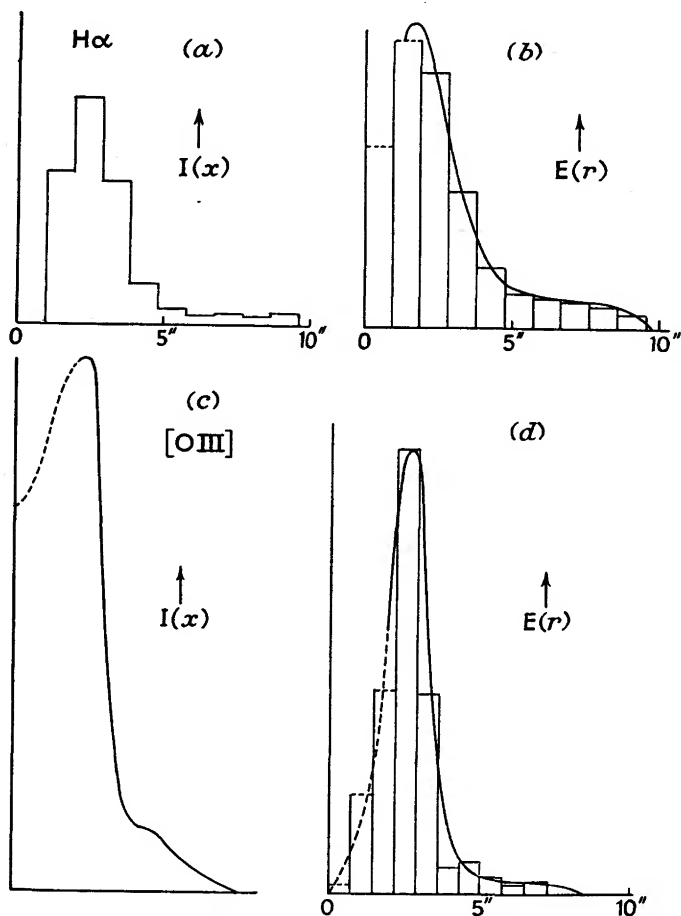 Hα
(a)
↑
I(x)
0 5″ 10″
(b)
↑
E(r)
0 5″ 10″
(c)
[OIII]
↑
I(x)
(d)
↑
E(r)
0 5″ 10″